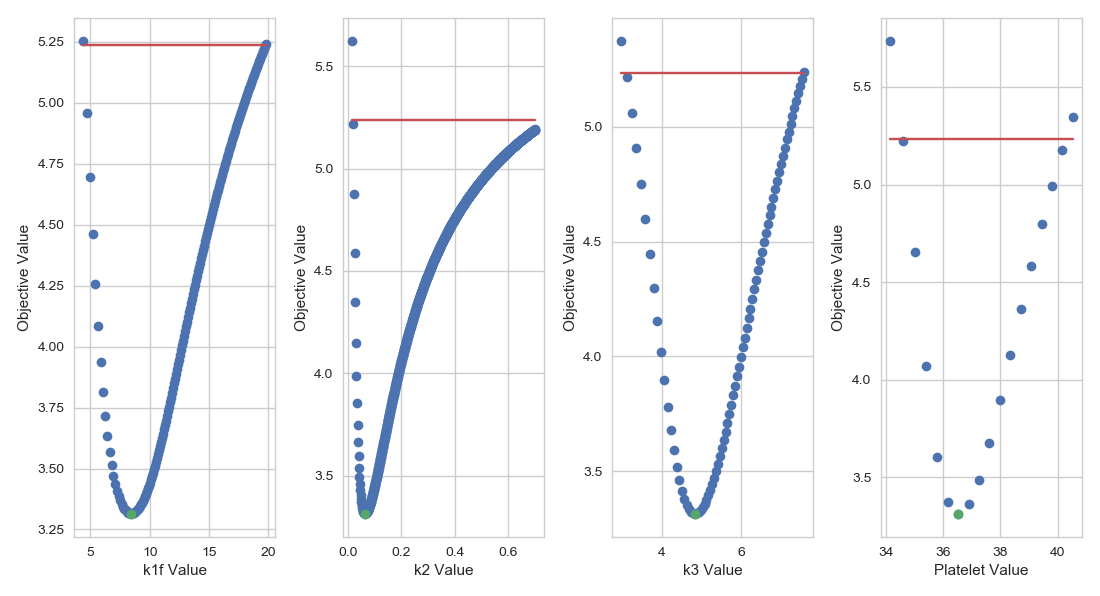 Objective Value
5.25
5.00
4.75
4.50
4.25
4.00
3.75
3.50
3.25
5 10 15 20
k1f Value
Objective Value
5.5
5.0
4.5
4.0
3.5
0.0 0.2 0.4 0.6
k2 Value
Objective Value
5.0
4.5
4.0
3.5
4 6
k3 Value
Objective Value
5.5
5.0
4.5
4.0
3.5
34 36 38 40
Platelet Value